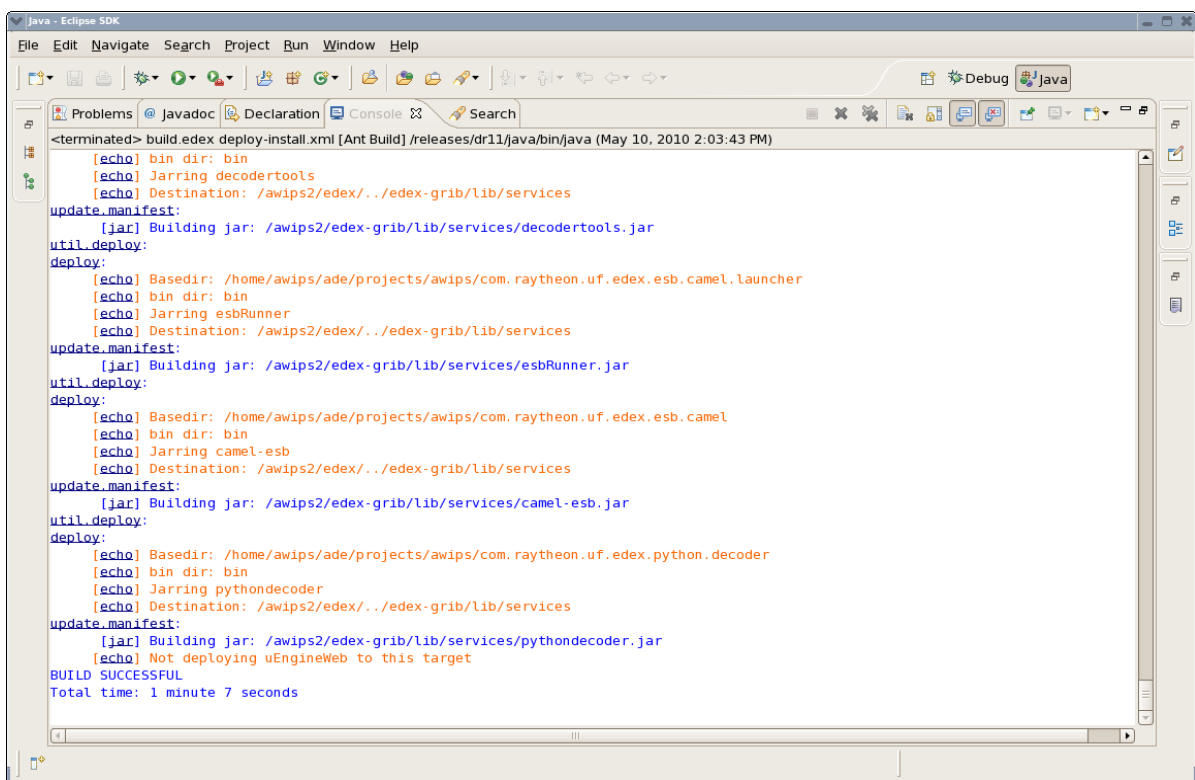 Java - Eclipse SDK
File Edit Navigate Search Project Run Window Help
Debug Java
Problems @ Javadoc Declaration Console Search
<terminated> build.edex deploy-install.xml [Ant Build] /releases/dr11/java/bin/java (May 10, 2010 2:03:43 PM)
[echo] bin dir: bin
[echo] Jarring decodertools
[echo] Destination: /awips2/edex/../edex-grib/lib/services
update.manifest:
[jar] Building jar: /awips2/edex-grib/lib/services/decodertools.jar
util.deploy:
deploy:
[echo] Basedir: /home/awips/ade/projects/awips/com.raytheon.uf.edex.esb.camel.launcher
[echo] bin dir: bin
[echo] Jarring esbRunner
[echo] Destination: /awips2/edex/../edex-grib/lib/services
update.manifest:
[jar] Building jar: /awips2/edex-grib/lib/services/esbRunner.jar
util.deploy:
deploy:
[echo] Basedir: /home/awips/ade/projects/awips/com.raytheon.uf.edex.esb.camel
[echo] bin dir: bin
[echo] Jarring camel-esb
[echo] Destination: /awips2/edex/../edex-grib/lib/services
update.manifest:
[jar] Building jar: /awips2/edex-grib/lib/services/camel-esb.jar
util.deploy:
deploy:
[echo] Basedir: /home/awips/ade/projects/awips/com.raytheon.uf.edex.python.decoder
[echo] bin dir: bin
[echo] Jarring pythondecoder
[echo] Destination: /awips2/edex/../edex-grib/lib/services
update.manifest:
[jar] Building jar: /awips2/edex-grib/lib/services/pythondecoder.jar
[echo] Not deploying uEngineWeb to this target
BUILD SUCCESSFUL
Total time: 1 minute 7 seconds